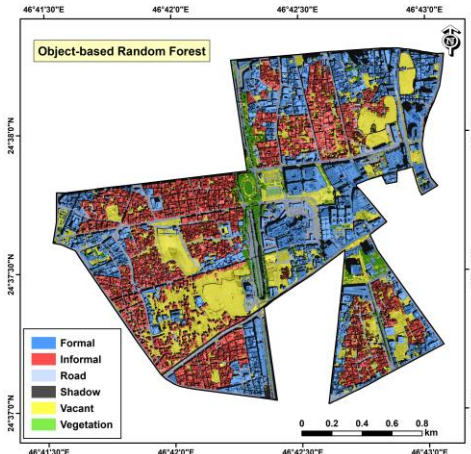 46°41'30"E 46°42'0"E 46°42'30"E 46°43'0"E
Object-based Random Forest
24°38'0"N
24°37'30"N
24°37'0"N
Formal
Informal
Road
Shadow
Vacant
Vegetation
0 0.2 0.4 0.6 0.8
km
46°41'30"E 46°42'0"E 46°42'30"E 46°43'0"E